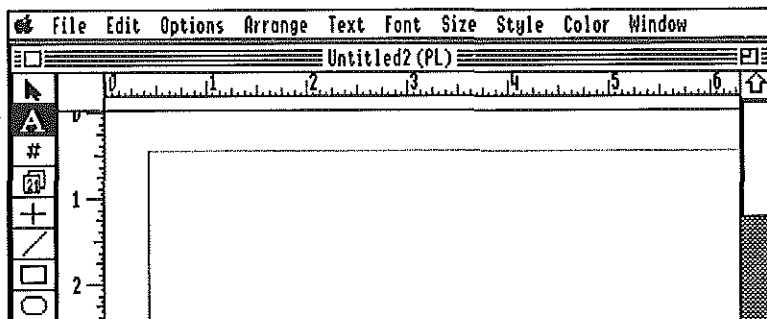 File Edit Options Arrange Text Font Size Style Color Window
Untitled2 (PL)
0 1 2 3 4 5 6
A
0
#
21
1
2